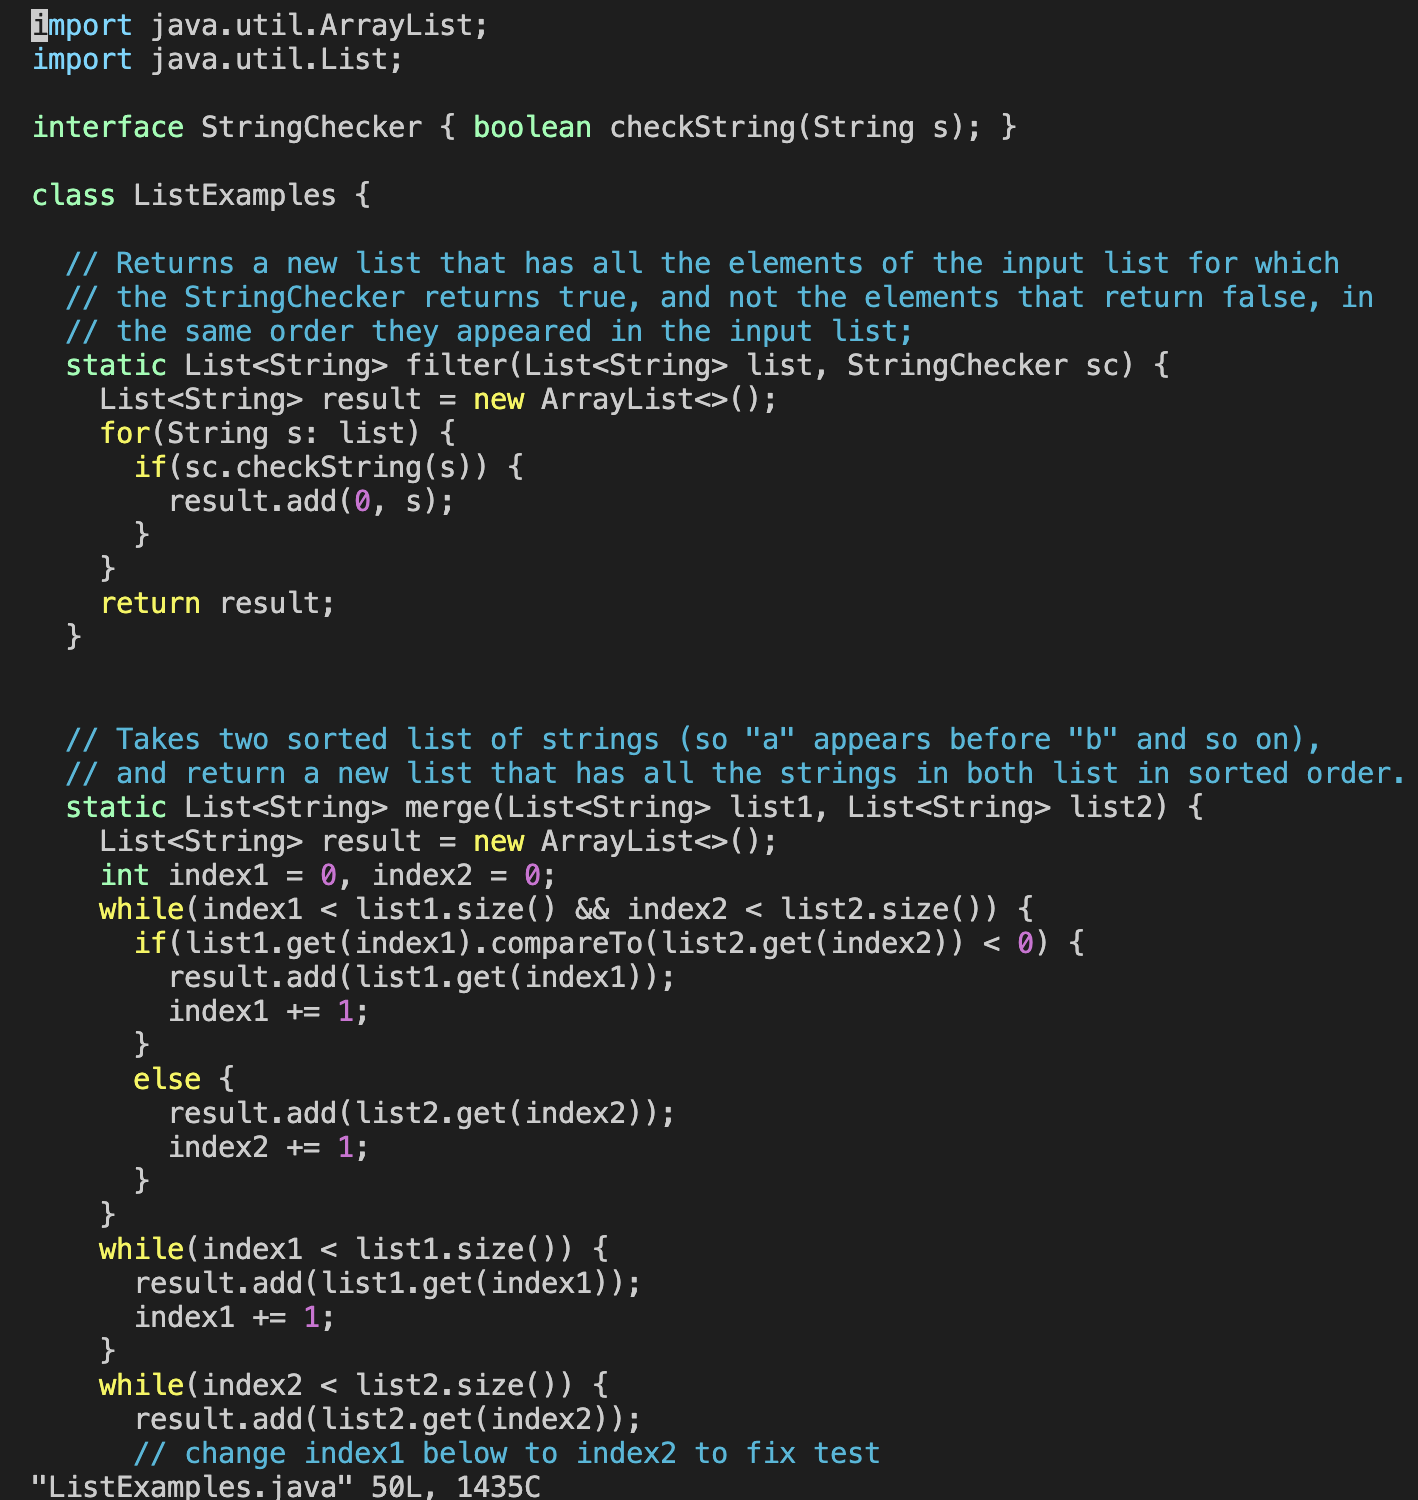 import java.util.ArrayList;
import java.util.List;

interface StringChecker { boolean checkString(String s); }

class ListExamples {

  // Returns a new list that has all the elements of the input list for which
  // the StringChecker returns true, and not the elements that return false, in
  // the same order they appeared in the input list;
  static List<String> filter(List<String> list, StringChecker sc) {
    List<String> result = new ArrayList<>();
    for(String s: list) {
      if(sc.checkString(s)) {
        result.add(0, s);
      }
    }
    return result;
  }


  // Takes two sorted list of strings (so "a" appears before "b" and so on),
  // and return a new list that has all the strings in both list in sorted order.
  static List<String> merge(List<String> list1, List<String> list2) {
    List<String> result = new ArrayList<>();
    int index1 = 0, index2 = 0;
    while(index1 < list1.size() && index2 < list2.size()) {
      if(list1.get(index1).compareTo(list2.get(index2)) < 0) {
        result.add(list1.get(index1));
        index1 += 1;
      }
      else {
        result.add(list2.get(index2));
        index2 += 1;
      }
    }
    while(index1 < list1.size()) {
      result.add(list1.get(index1));
      index1 += 1;
    }
    while(index2 < list2.size()) {
      result.add(list2.get(index2));
      // change index1 below to index2 to fix test
"ListExamples.java" 50L, 1435C